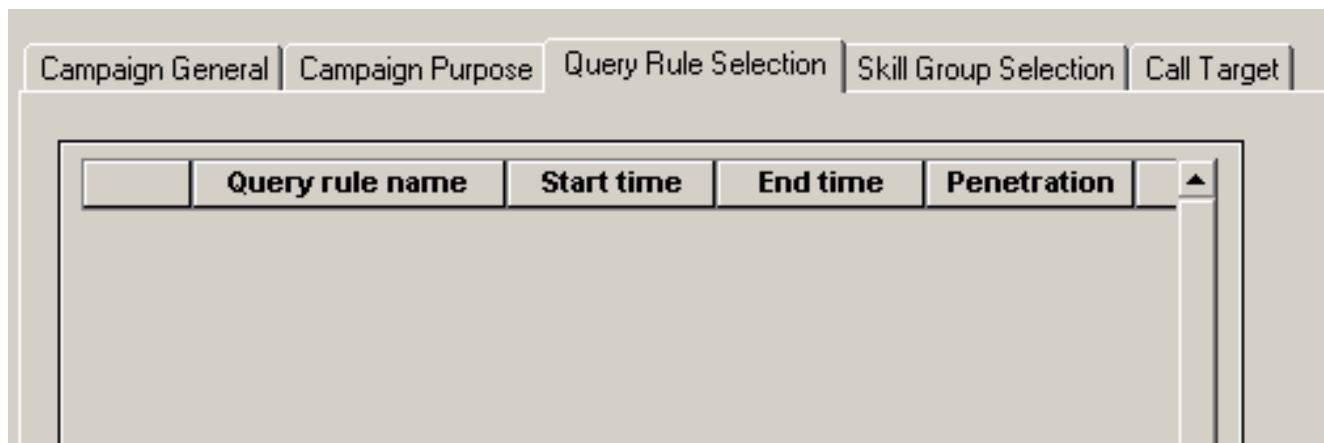 Campaign General Campaign Purpose Query Rule Selection Skill Group Selection Call Target
Query rule name Start time End time Penetration